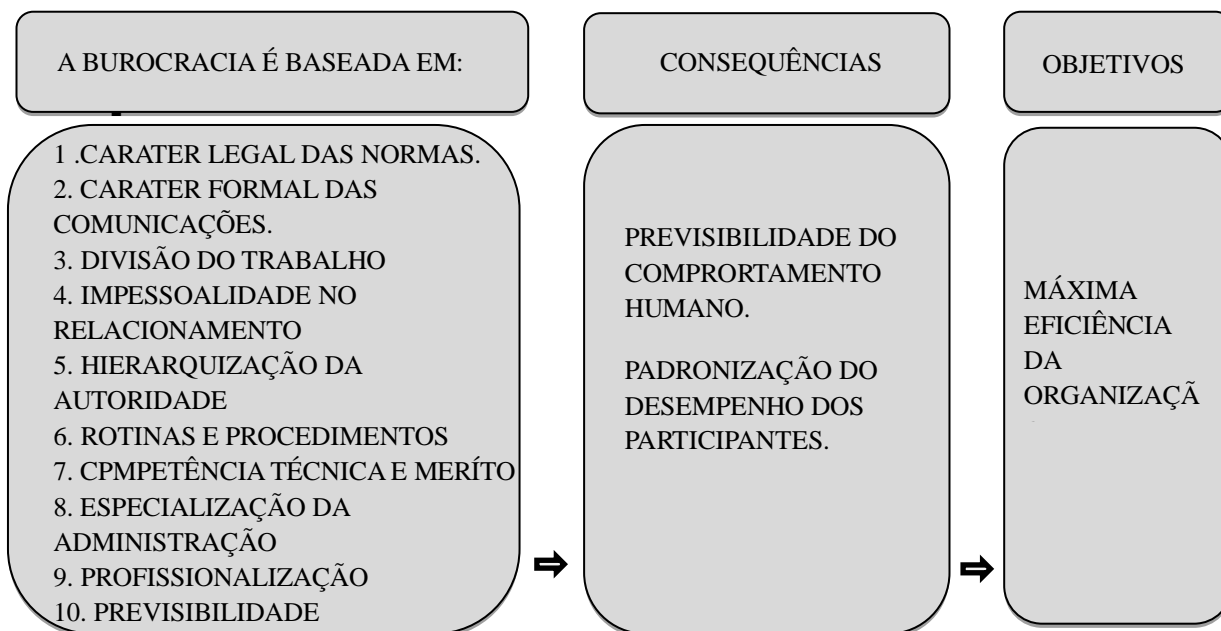 A BUROCRACIA É BASEADA EM:
1 .CARATER LEGAL DAS NORMAS.
2. CARATER FORMAL DAS
COMUNICAÇÕES.
3. DIVISÃO DO TRABALHO
4. IMPESSOALIDADE NO
RELACIONAMENTO
5. HIERARQUIZAÇÃO DA
AUTORIDADE
6. ROTINAS E PROCEDIMENTOS
7. CPMPETÊNCIA TÉCNICA E MERÍTO
8. ESPECIALIZAÇÃO DA
ADMINISTRAÇÃO
9. PROFISSIONALIZAÇÃO
10. PREVISIBILIDADE
CONSEQUÊNCIAS
PREVISIBILIDADE DO
COMPRORTAMENTO
HUMANO.
PADRONIZAÇÃO DO
DESEMPENHO DOS
PARTICIPANTES.
OBJETIVOS
MÁXIMA
EFICIÊNCIA
DA
ORGANIZAÇÃ